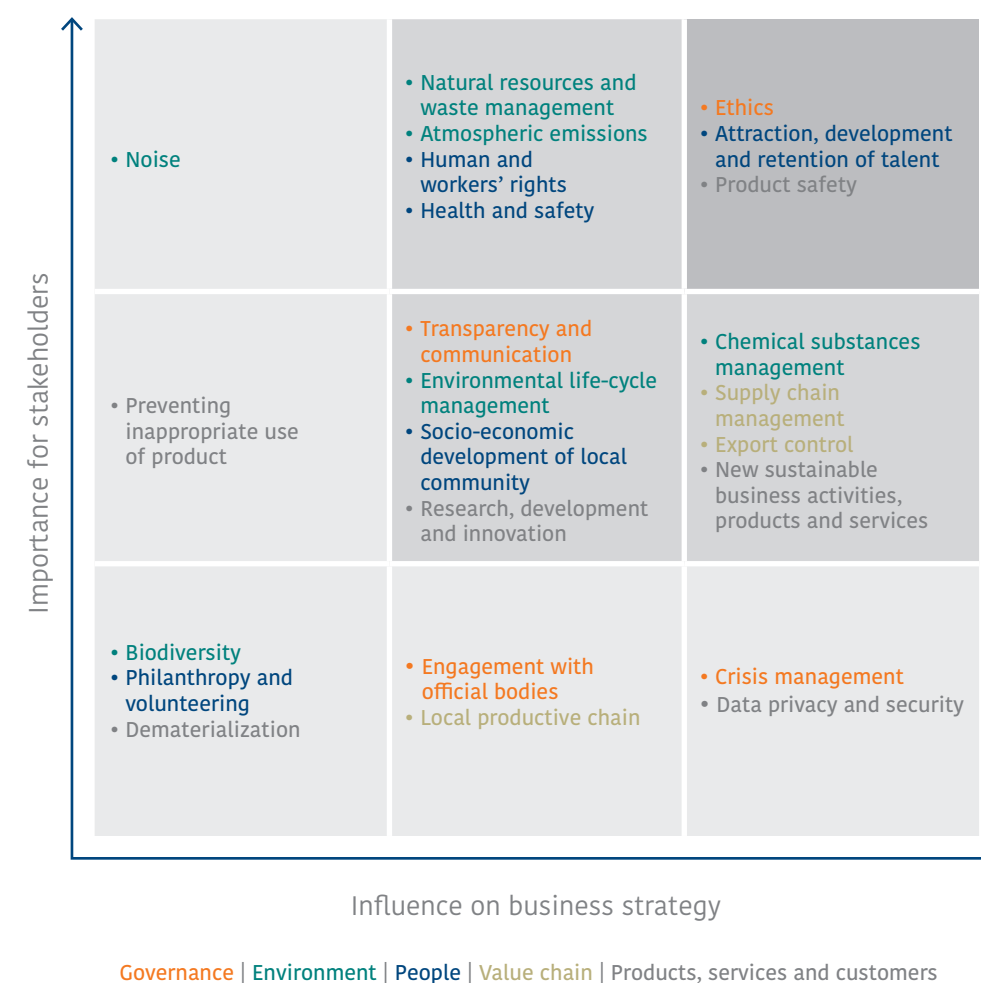 Importance for stakeholders
• Noise
• Natural resources and
waste management
• Atmospheric emissions
• Human and
workers’ rights
• Health and safety
• Ethics
• Attraction, development
and retention of talent
• Product safety
• Preventing
inappropriate use
of product
• Transparency and
communication
• Environmental life-cycle
management
• Socio-economic
development of local
community
• Research, development
and innovation
• Chemical substances
management
• Supply chain
management
• Export control
• New sustainable
business activities,
products and services
• Biodiversity
• Philanthropy and
volunteering
• Dematerialization
• Engagement with
official bodies
• Local productive chain
• Crisis management
• Data privacy and security
Influence on business strategy
Governance | Environment | People | Value chain | Products, services and customers